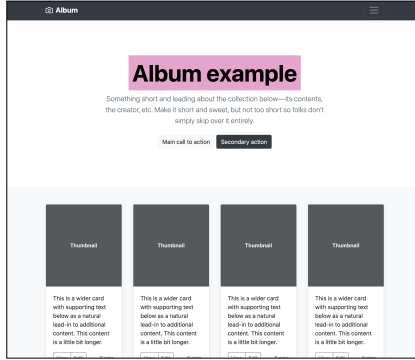 Album
Album example
Something short and leading about the collection below—its contents,
the creator, etc. Make it short and sweet, but not too short so folks don't
simply skip over it entirely.
Main call to action Secondary action
Thumbnail Thumbnail Thumbnail Thumbnail
This is a wider card
with supporting text
below as a natural
lead-in to additional
content. This content
is a little bit longer.
This is a wider card
with supporting text
below as a natural
lead-in to additional
content. This content
is a little bit longer.
This is a wider card
with supporting text
below as a natural
lead-in to additional
content. This content
is a little bit longer.
This is a wider card
with supporting text
below as a natural
lead-in to additional
content. This content
is a little bit longer.